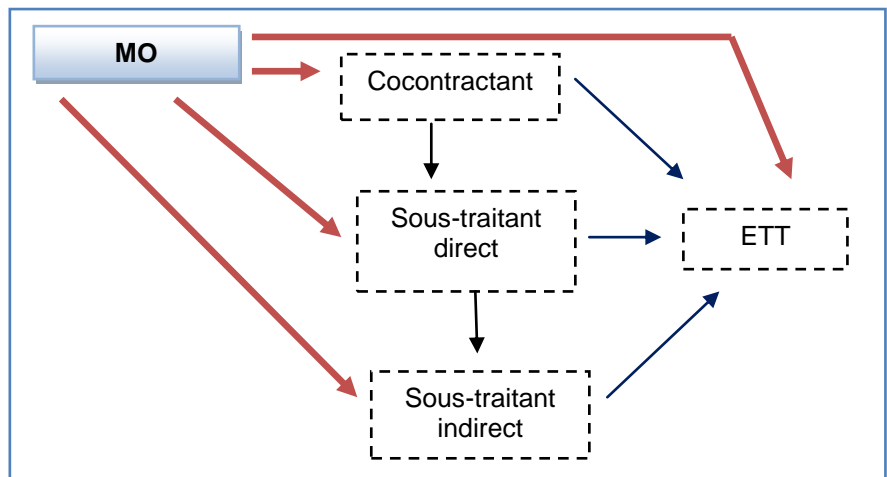 MO
Cocontractant
Sous-traitant
direct
ETT
Sous-traitant
indirect